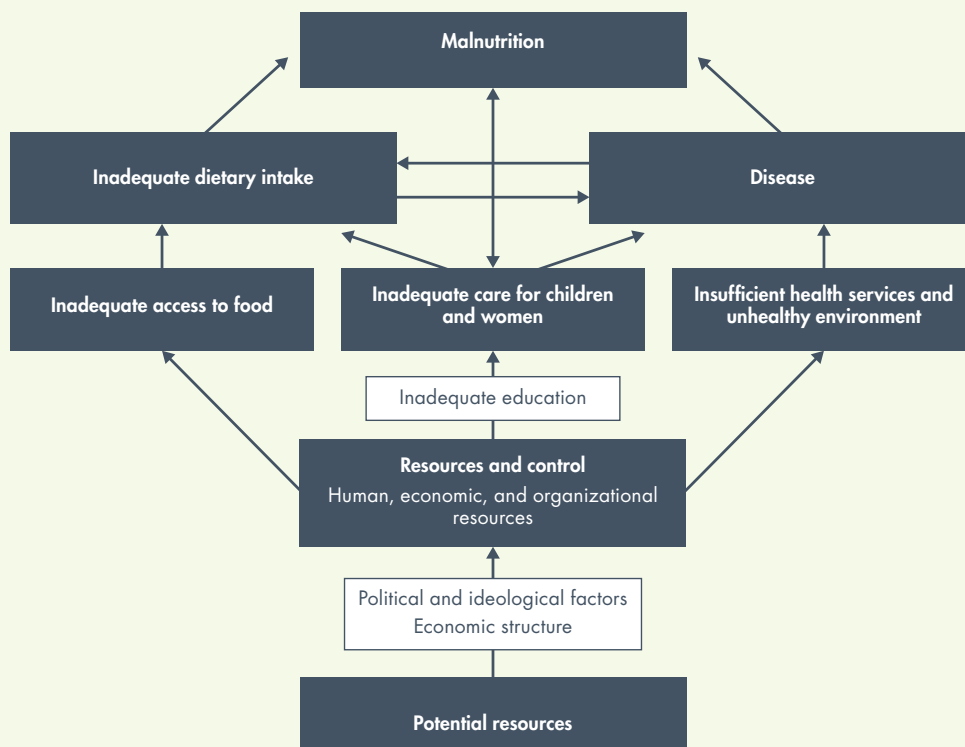 Malnutrition
Inadequate dietary intake
Disease
Inadequate access to food
Inadequate care for children
and women
Insufficient health services and
unhealthy environment
Inadequate education
Resources and control
Human, economic, and organizational
resources
Political and ideological factors
Economic structure
Potential resources